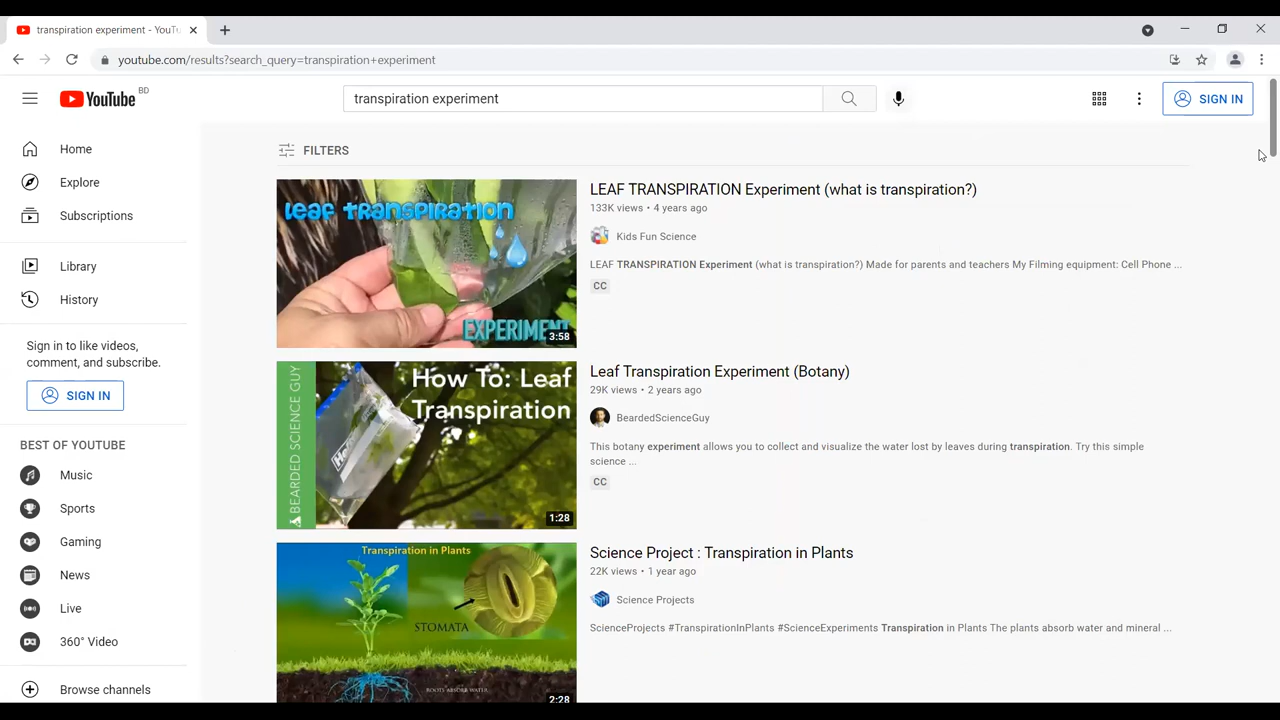 transpiration experiment - YouTu
youtube.com/results?search_query=transpiration+experiment
YouTube BD
transpiration experiment
SIGN IN
Home
Explore
Subscriptions
Library
History
Sign in to like videos,
comment, and subscribe.
SIGN IN
BEST OF YOUTUBE
Music
Sports
Gaming
News
Live
360° Video
Browse channels
FILTERS
Leaf TRANSPIRATION
EXPERIMENT
3:58
LEAF TRANSPIRATION Experiment (what is transpiration?)
133K views • 4 years ago
Kids Fun Science
LEAF TRANSPIRATION Experiment (what is transpiration?) Made for parents and teachers My Filming equipment: Cell Phone ...
CC
A BEARDED SCIENCE GUY
How To: Leaf
Transpiration
1:28
Leaf Transpiration Experiment (Botany)
29K views • 2 years ago
BeardedScienceGuy
This botany experiment allows you to collect and visualize the water lost by leaves during transpiration. Try this simple
science ...
CC
Transpiration in Plants
STOMATA
ROOTS ABSORB WATER
2:28
Science Project : Transpiration in Plants
22K views • 1 year ago
Science Projects
ScienceProjects #TranspirationInPlants #ScienceExperiments Transpiration in Plants The plants absorb water and mineral ...